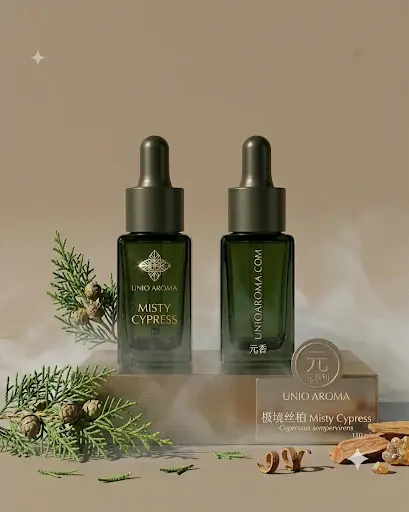 UNIO AROMA
MISTY
CYPRESS
UNIOAROMA.COM
元香
元
UNIO AROMA
极境丝柏 Misty Cypress
Cupressus sempervirens